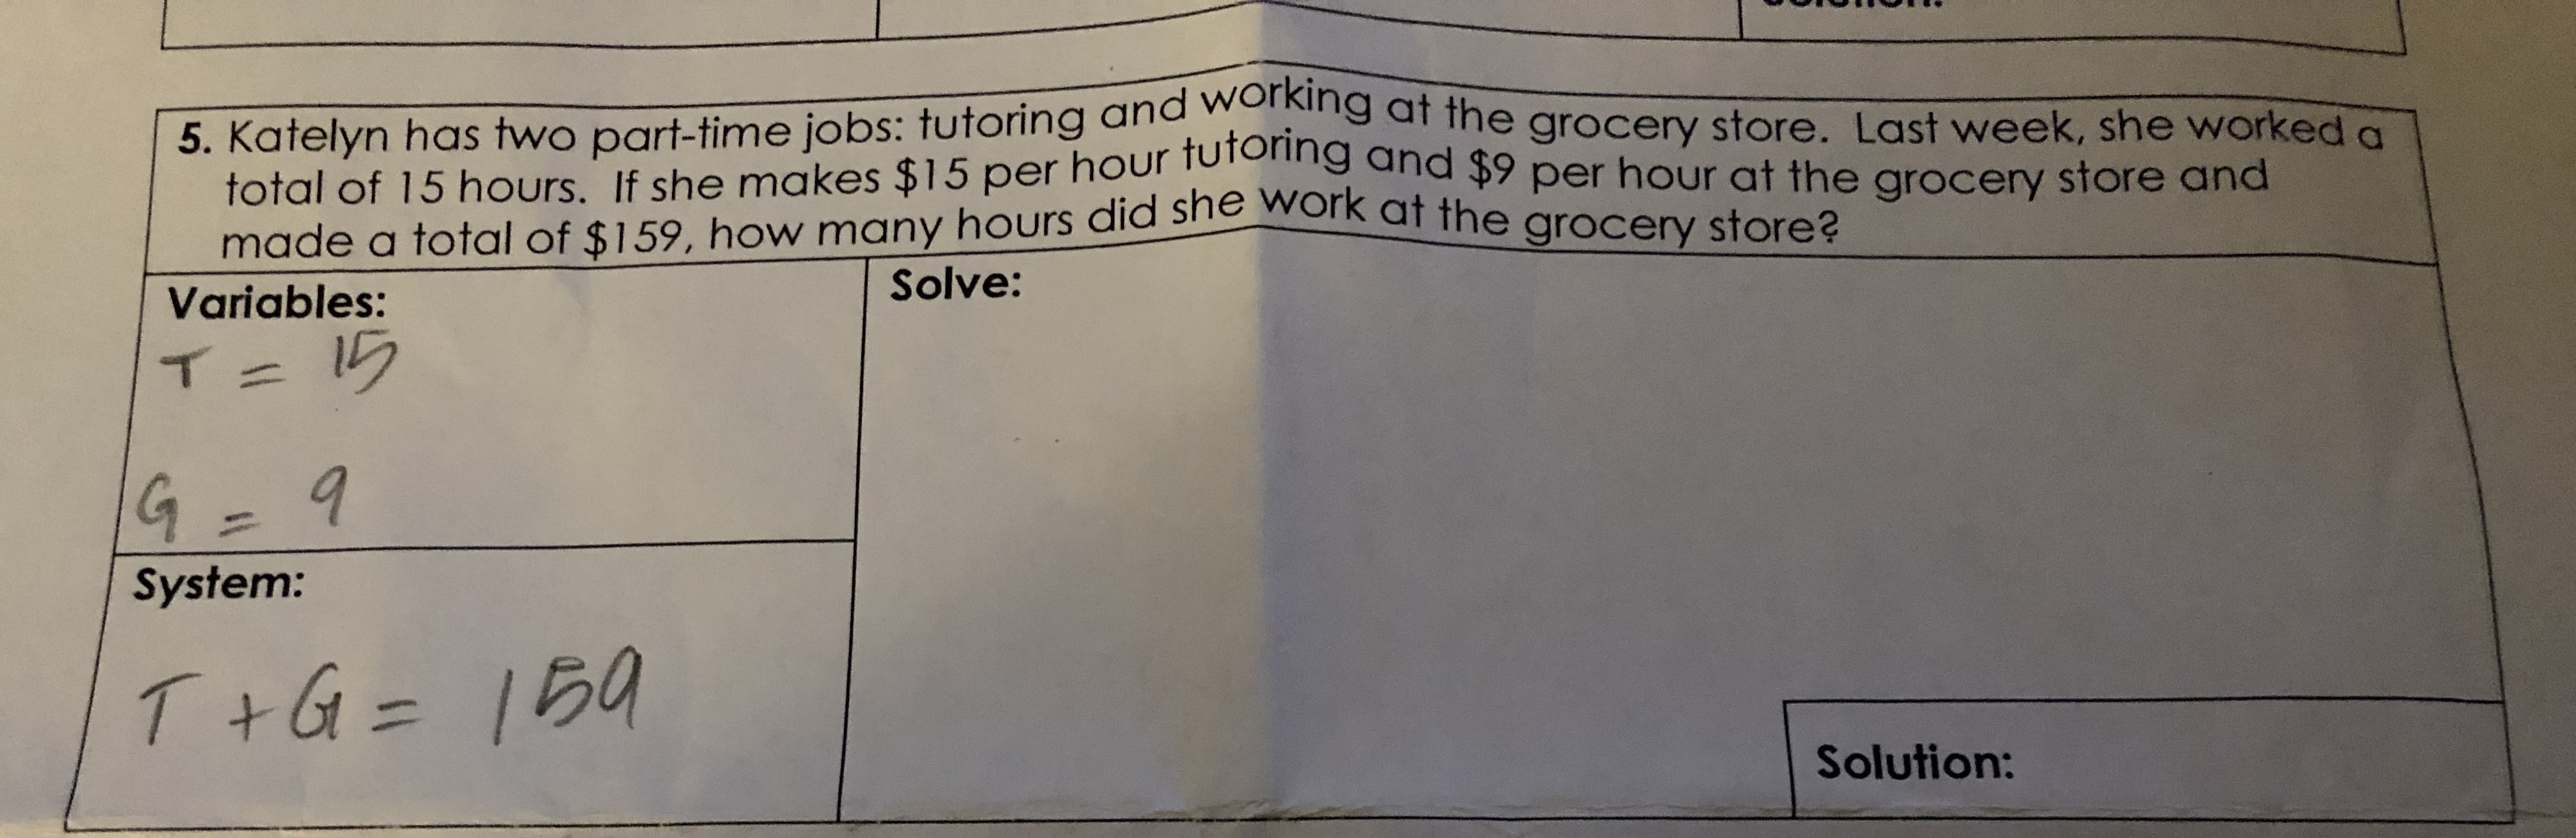 5. Katelyn has two part-time jobs: tutoring and working at the grocery store. Last week, she worked a
total of 15 hours. If she makes $15 per hour tutoring and $9 per hour at the grocery store and
made a total of $159, how many hours did she work at the grocery store?
Variables:
T = 15
G = 9
System:
T + G = 159
Solve:
Solution: